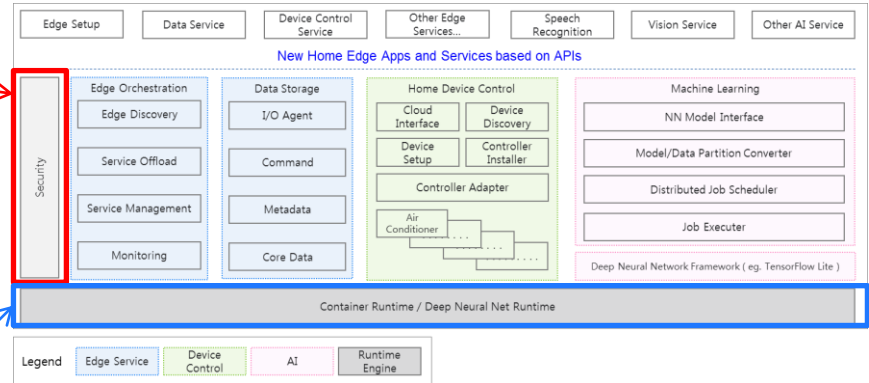 Edge Setup
Data Service
Device Control
Service
Other Edge
Services...
Speech
Recognition
Vision Service
Other AI Service
New Home Edge Apps and Services based on APIs
Security
Edge Orchestration
Edge Discovery
Service Offload
Service Management
Monitoring
Data Storage
I/O Agent
Command
Metadata
Core Data
Home Device Control
Cloud
Interface
Device
Discovery
Device
Setup
Controller
Installer
Controller Adapter
Air
Conditioner
. . . . . . .
. . . . . . .
. . . . . . .
Machine Learning
NN Model Interface
Model/Data Partition Converter
Distributed Job Scheduler
Job Executer
Deep Neural Network Framework ( eg. TensorFlow Lite )
Container Runtime / Deep Neural Net Runtime
Legend
Edge Service
Device
Control
AI
Runtime
Engine